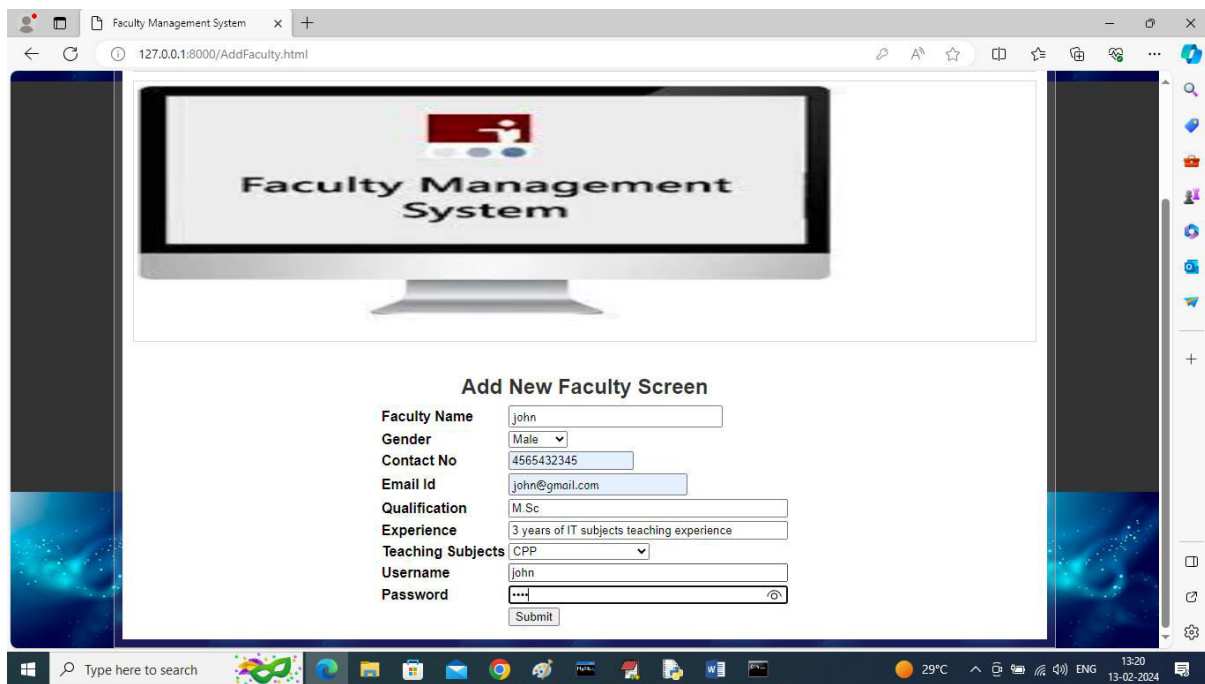 Faculty Management System
127.0.0.1:8000/AddFaculty.html
Faculty Management
System
Add New Faculty Screen
Faculty Name john
Gender Male
Contact No 4565432345
Email Id john@gmail.com
Qualification M.Sc
Experience 3 years of IT subjects teaching experience
Teaching Subjects CPP
Username john
Password ••••
Submit
Type here to search 29°C ENG 13:20
13-02-2024